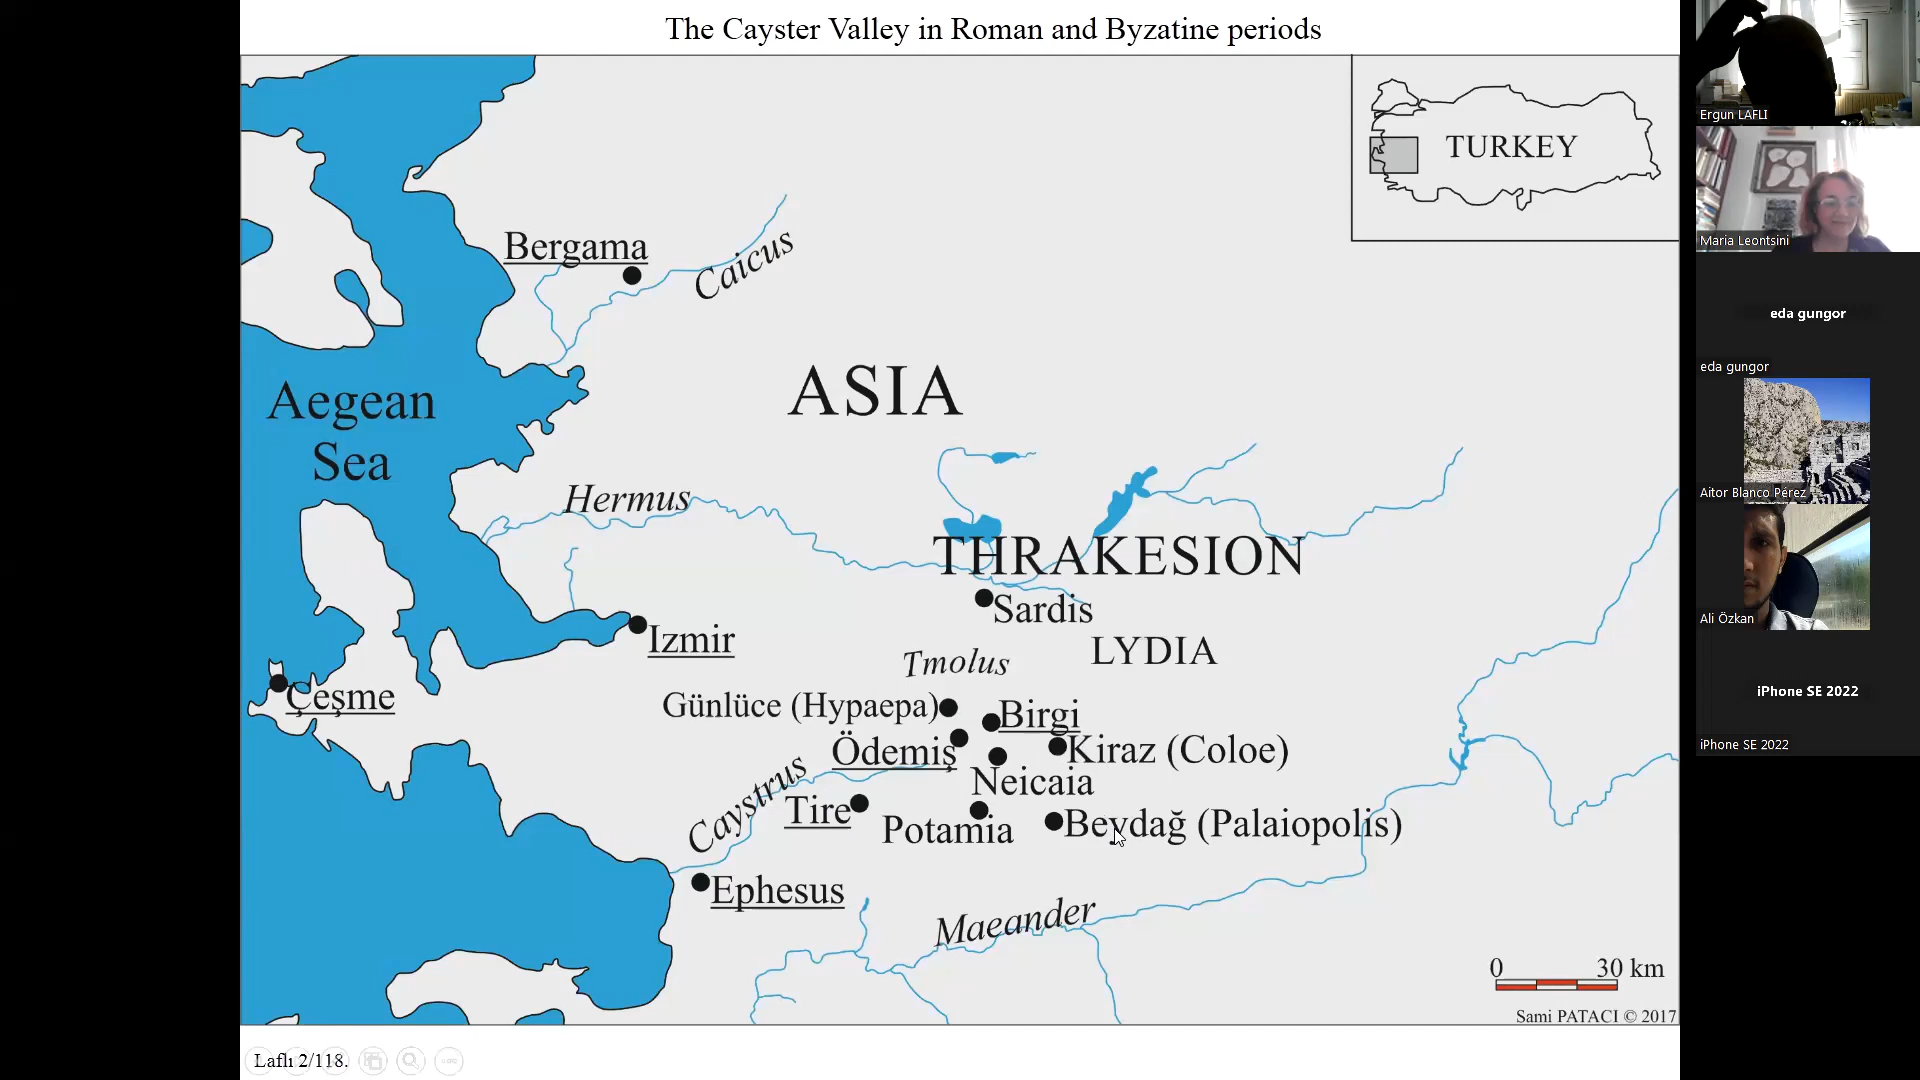 The Cayster Valley in Roman and Byzatine periods
TURKEY
Bergama
Caicus
ASIA
Aegean
Sea
Hermus
THRAKESION
Sardis
Izmir
LYDIA
Tmolus
Çeşme
Günlüce (Hypaepa)
Birgi
Ödemiş
Kiraz (Coloe)
Neicaia
Caystrus
Tire
Potamia
Beydağ (Palaiopolis)
Ephesus
Maeander
0 30 km
Sami PATACI © 2017
Laflı 2/118.
Ergun LAFLI
Maria Leontsini
eda gungor
eda gungor
Aitor Blanco Pérez
Ali Özkan
iPhone SE 2022
iPhone SE 2022